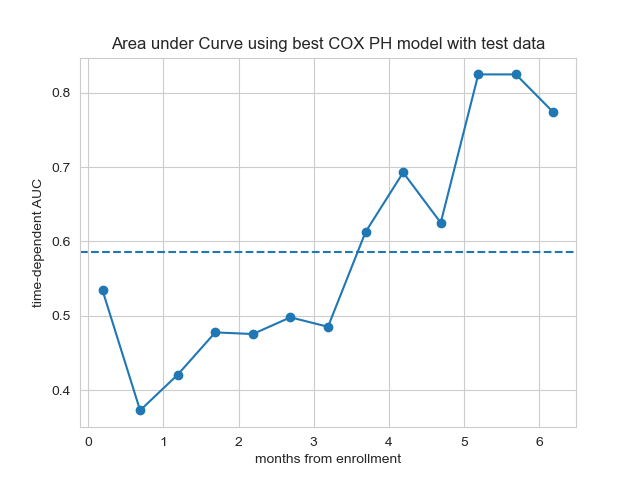 Area under Curve using best COX PH model with test data
time-dependent AUC
0.8
0.7
0.6
0.5
0.4
0 1 2 3 4 5 6
months from enrollment